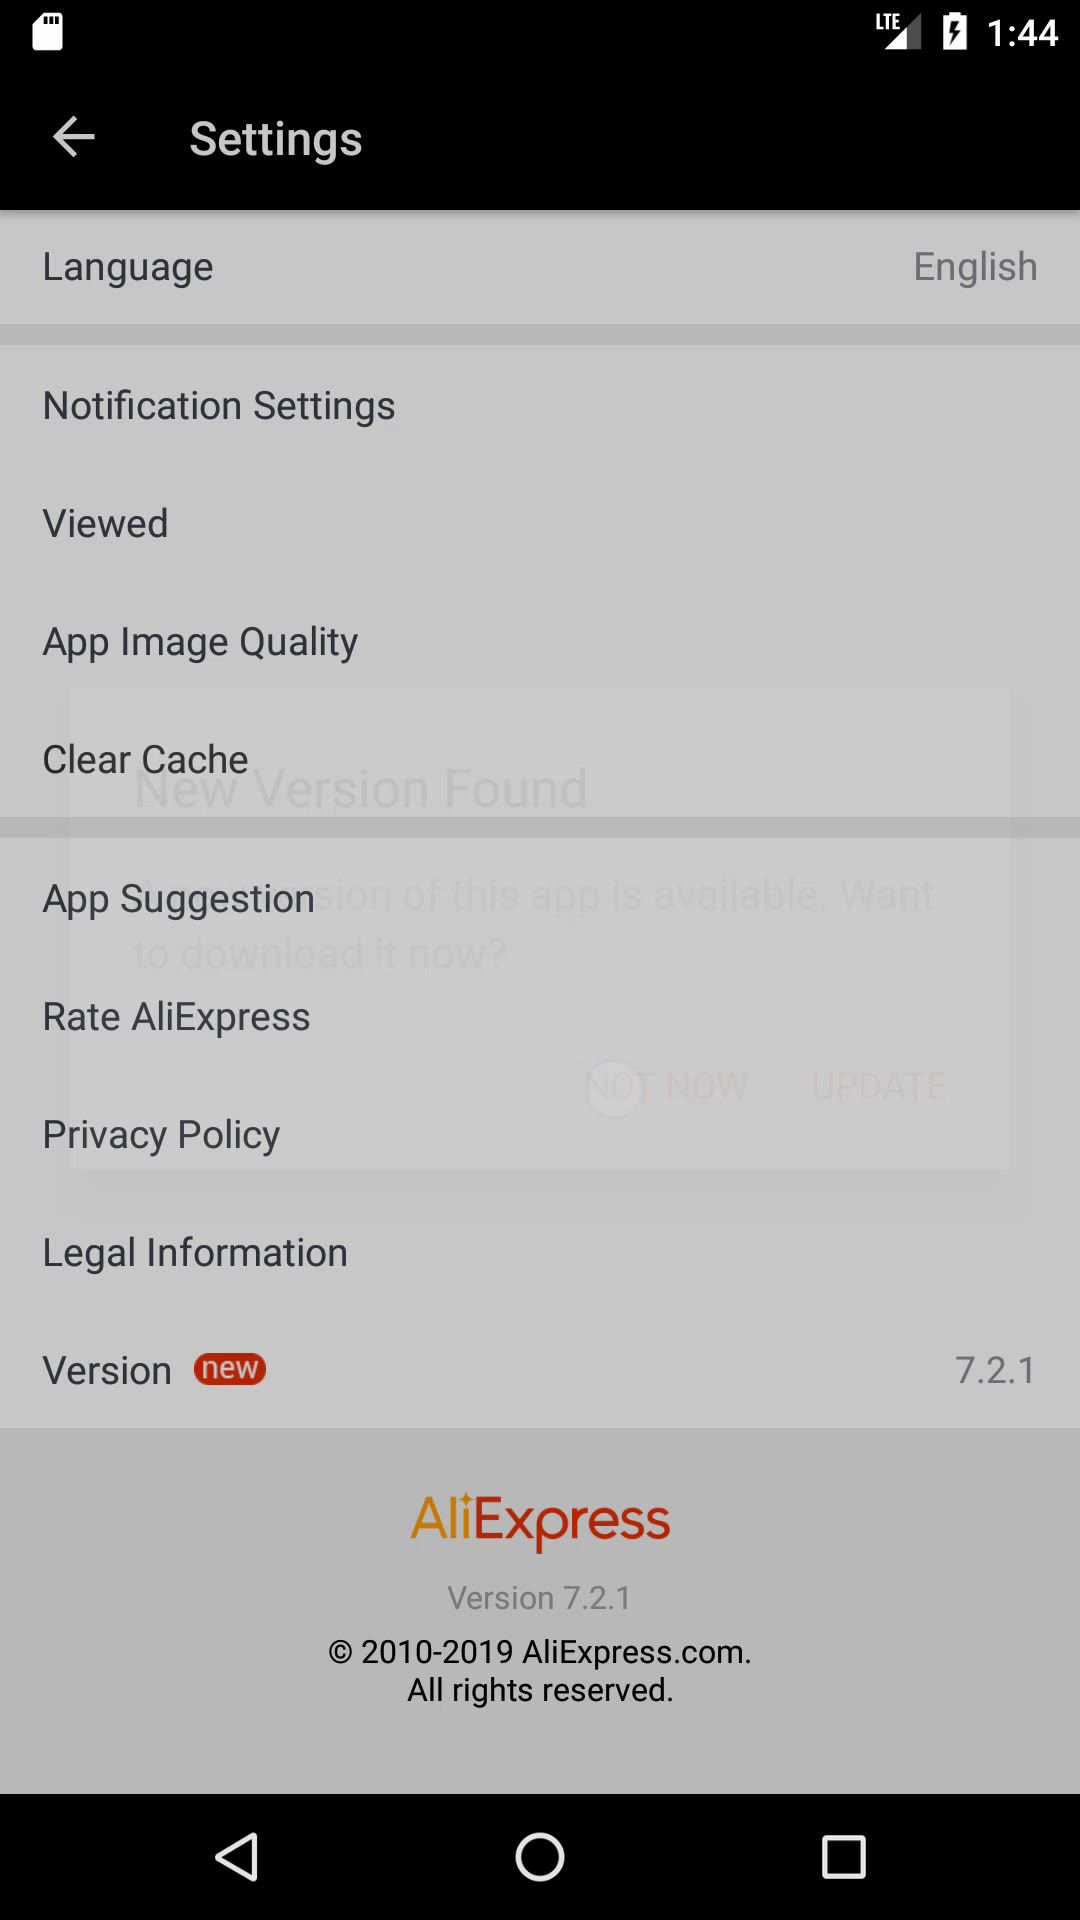 LTE 1:44
Settings
Language English
Notification Settings
Viewed
App Image Quality
Clear Cache
New Version Found
App Suggestion
version of this app is available. Want
to download it now?
Rate AliExpress
NOT NOW UPDATE
Privacy Policy
Legal Information
Version new 7.2.1
AliExpress
Version 7.2.1
© 2010-2019 AliExpress.com.
All rights reserved.